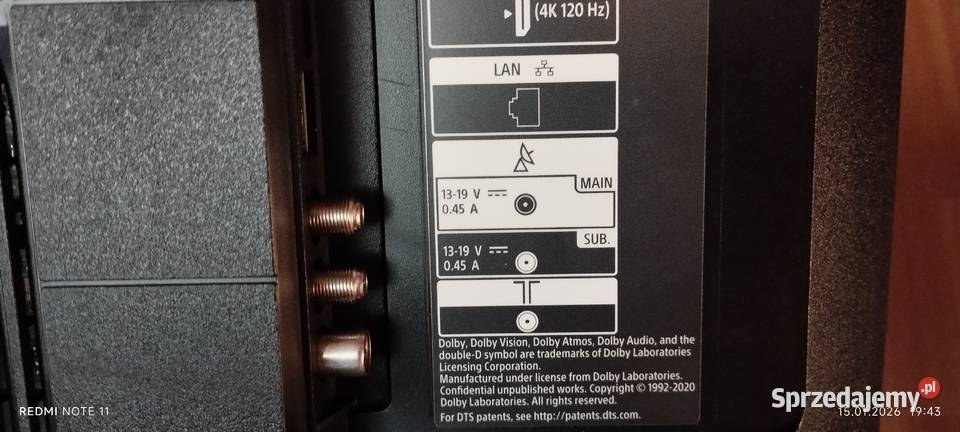 (4K 120 Hz)
LAN
MAIN
13-19 V
0.45 A
SUB.
13-19 V
0.45 A
Dolby, Dolby Vision, Dolby Atmos, Dolby Audio, and the
double-D symbol are trademarks of Dolby Laboratories
Licensing Corporation.
Manufactured under license from Dolby Laboratories.
Confidential unpublished works. Copyright © 1992-2020
Dolby Laboratories. All rights reserved.
For DTS patents, see http://patents.dts.com.
REDMI NOTE 11
Sprzedajemy.pl
15.01.2026 19:43